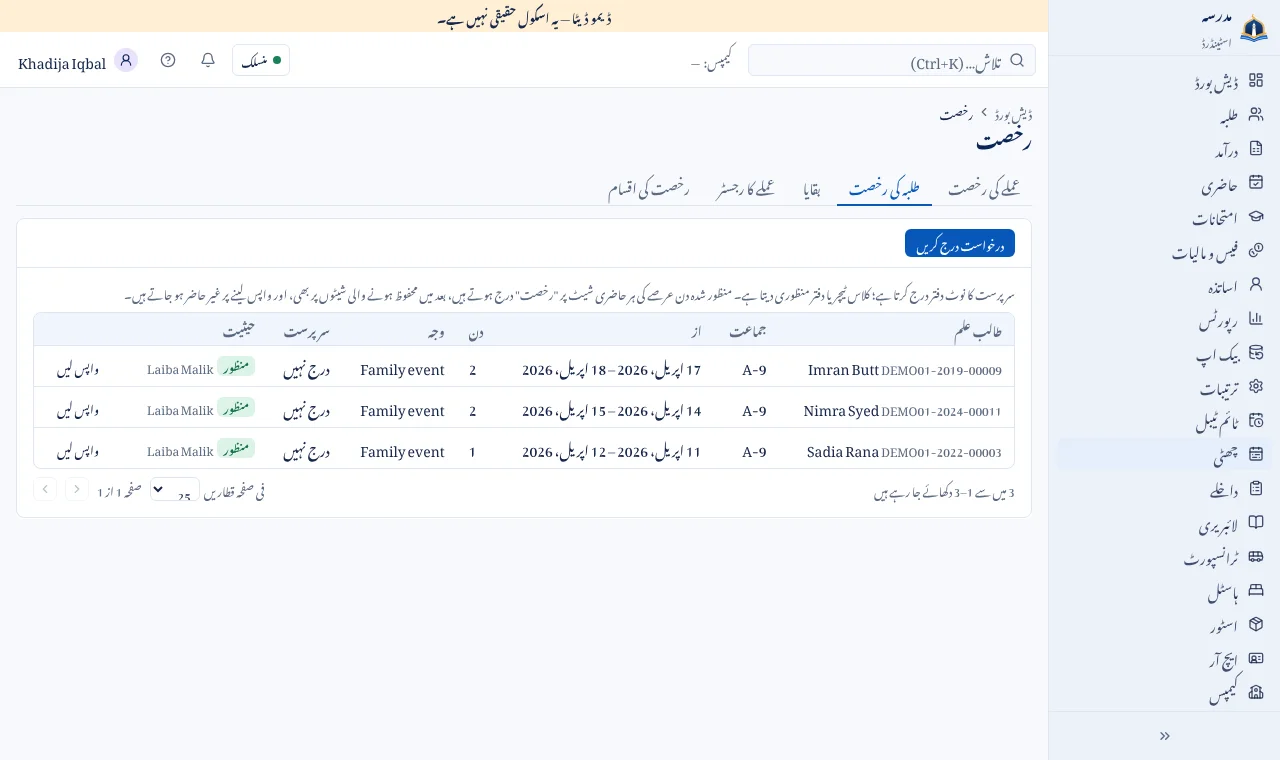 ڈیمو ڈیٹا — یہ اسکول حقیقی نہیں ہے۔
مدرسہ
اسٹینڈرڈ
تلاش... (Ctrl+K)
کیمپس: —
منسلک
Khadija Iqbal
ڈیش بورڈ
طلبہ
درآمد
حاضری
امتحانات
فیس و مالیات
اساتذہ
رپورٹس
بیک اپ
ترتیبات
ٹائم ٹیبل
چھٹی
داخلے
لائبریری
ٹرانسپورٹ
ہاسٹل
اسٹور
ایچ آر
کیمپس
ڈیش بورڈ › رخصت
رخصت
عملے کی رخصت طلبہ کی رخصت بقایا عملے کا رجسٹر رخصت کی اقسام
درخواست درج کریں
سرپرست کا نوٹ دفتر درج کرتا ہے؛ کلاس ٹیچر یا دفتر منظوری دیتا ہے۔ منظور شدہ دن عرصے کی ہر حاضری شیٹ پر "رخصت" درج ہوتے ہیں، بعد میں محفوظ ہونے والی شیٹوں پر بھی، اور واپس لینے پر غیر حاضر ہو جاتے ہیں۔
طالب علم جماعت از دن وجہ سرپرست حیثیت
Imran Butt DEMO01-2019-00009 9-A 17 اپریل، 2026 – 18 اپریل، 2026 2 Family event درج نہیں منظور Laiba Malik واپس لیں
Nimra Syed DEMO01-2024-00011 9-A 14 اپریل، 2026 – 15 اپریل، 2026 2 Family event درج نہیں منظور Laiba Malik واپس لیں
Sadia Rana DEMO01-2022-00003 9-A 11 اپریل، 2026 – 12 اپریل، 2026 1 Family event درج نہیں منظور Laiba Malik واپس لیں
3 میں سے 1–3 دکھائے جا رہے ہیں
فی صفحہ قطاریں 25 صفحہ 1 از 1